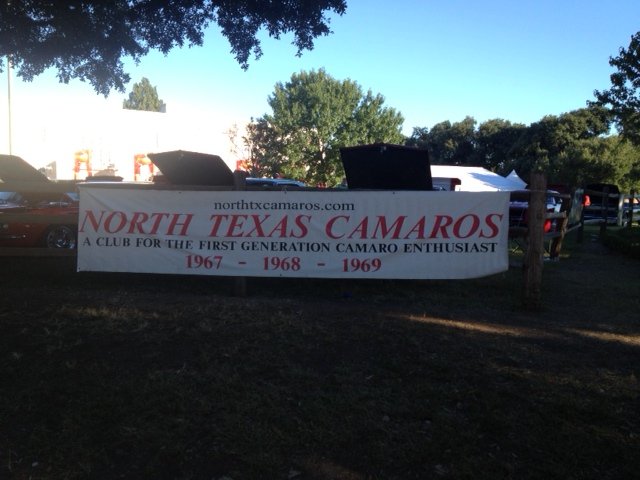 northtxcamaros.com
NORTH TEXAS CAMAROS
A CLUB FOR THE FIRST GENERATION CAMARO ENTHUSIAST
1967 - 1968 - 1969